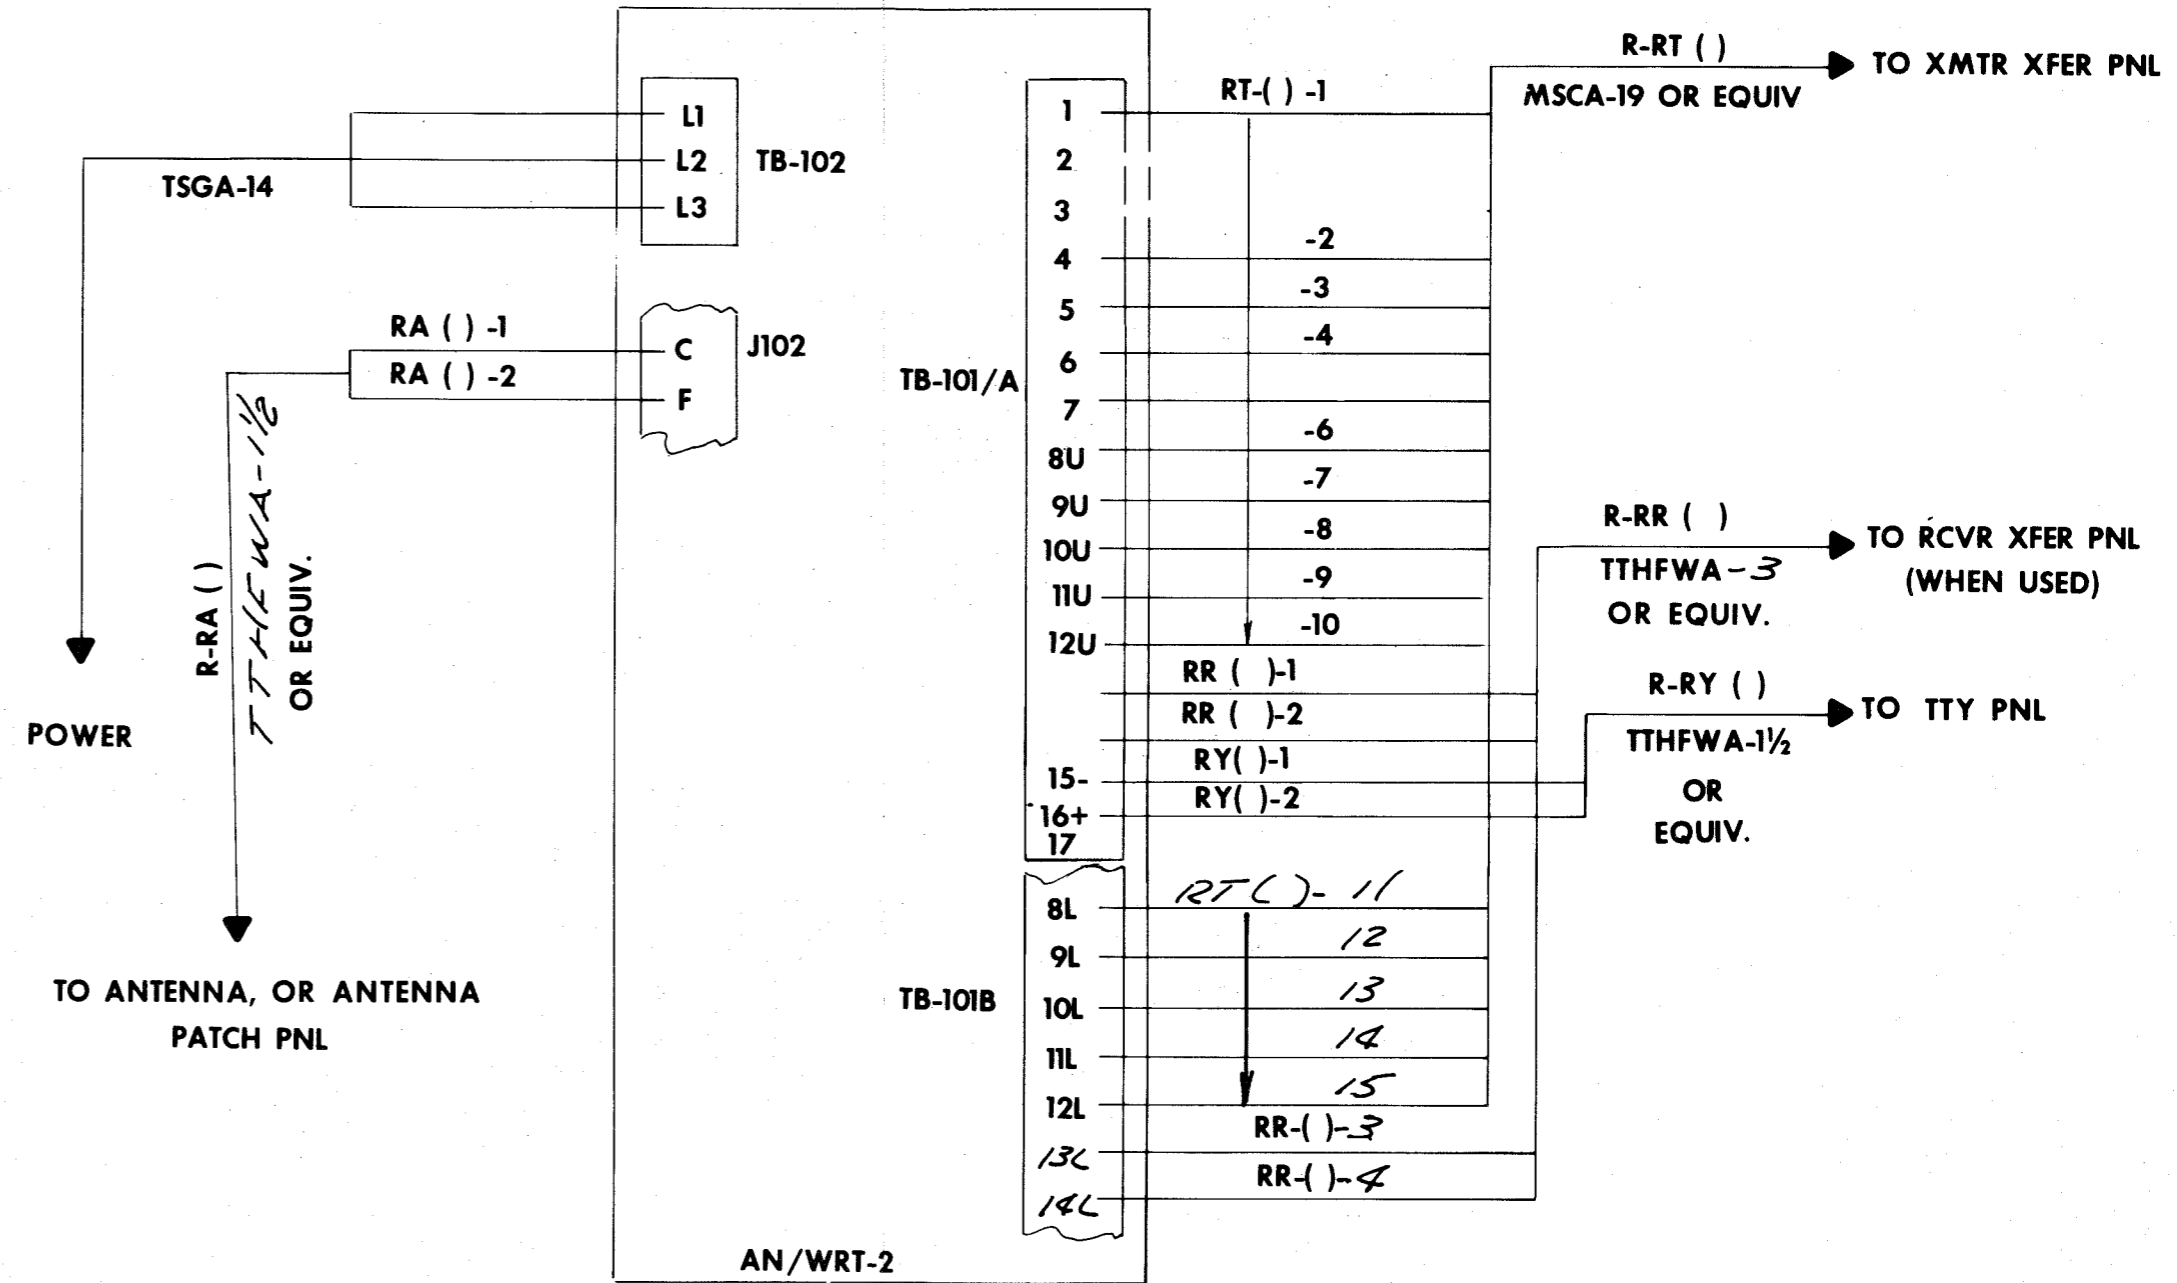 R-RT ( )
TO XMTR XFER PNL
MSCA-19 OR EQUIV
L1
L2
L3
TB-102
TSGA-14
POWER
RA ( ) -1
RA ( ) -2
C
F
J102
R-RA ( )
TTHFWA-1½
OR EQUIV.
TO ANTENNA, OR ANTENNA
PATCH PNL
TB-101/A
1
2
3
4
5
6
7
8U
9U
10U
11U
12U
15-
16+
17
RT-( ) -1
-2
-3
-4
-6
-7
-8
-9
-10
RR ( )-1
RR ( )-2
RY( )-1
RY( )-2
R-RR ( )
TTHFWA-3
OR EQUIV.
TO RCVR XFER PNL
(WHEN USED)
R-RY ( )
TTHFWA-1½
OR
EQUIV.
TO TTY PNL
TB-101B
8L
9L
10L
11L
12L
13L
14L
RT ( )- 11
12
13
14
15
RR-( )-3
RR-( )-4
AN/WRT-2